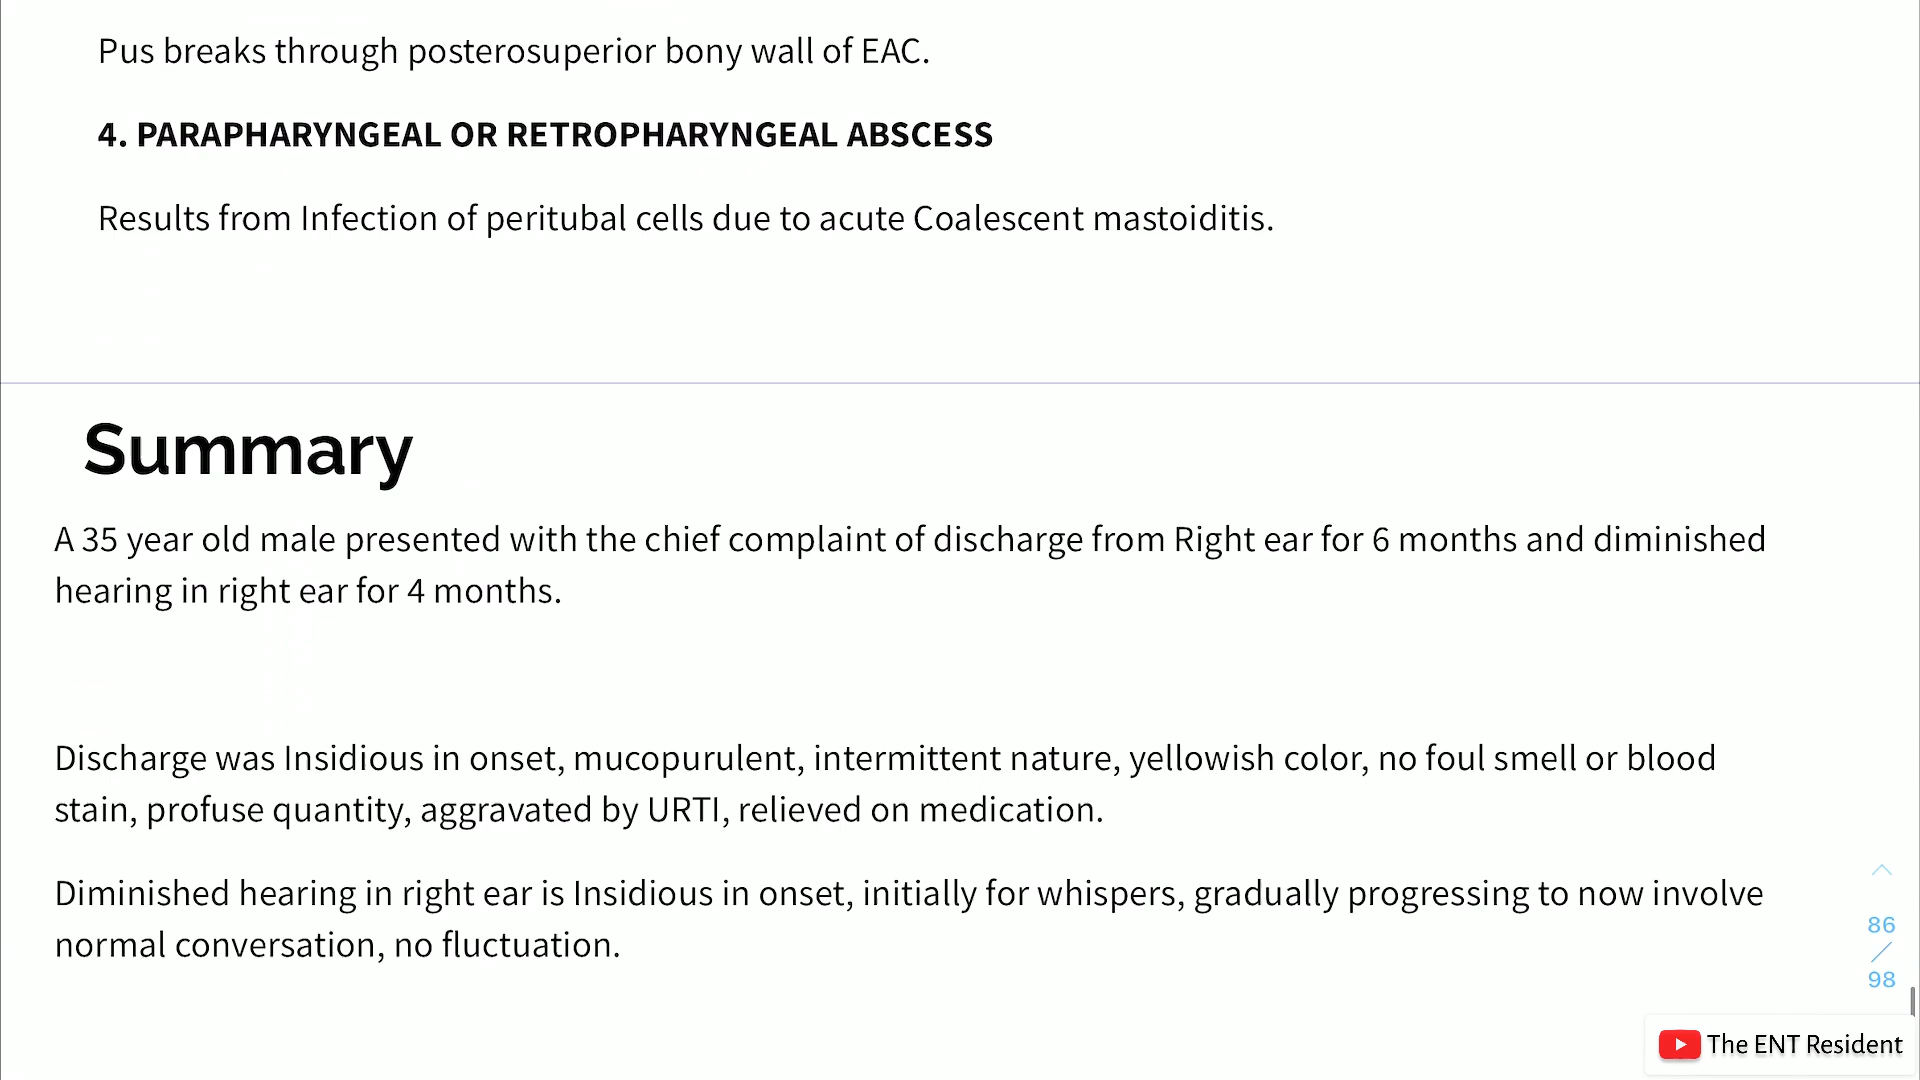 Pus breaks through posterosuperior bony wall of EAC.
4. PARAPHARYNGEAL OR RETROPHARYNGEAL ABSCESS
Results from Infection of peritubal cells due to acute Coalescent mastoiditis.
Summary
A 35 year old male presented with the chief complaint of discharge from Right ear for 6 months and diminished
hearing in right ear for 4 months.
Discharge was Insidious in onset, mucopurulent, intermittent nature, yellowish color, no foul smell or blood
stain, profuse quantity, aggravated by URTI, relieved on medication.
Diminished hearing in right ear is Insidious in onset, initially for whispers, gradually progressing to now involve
normal conversation, no fluctuation.
86
/
98
The ENT Resident